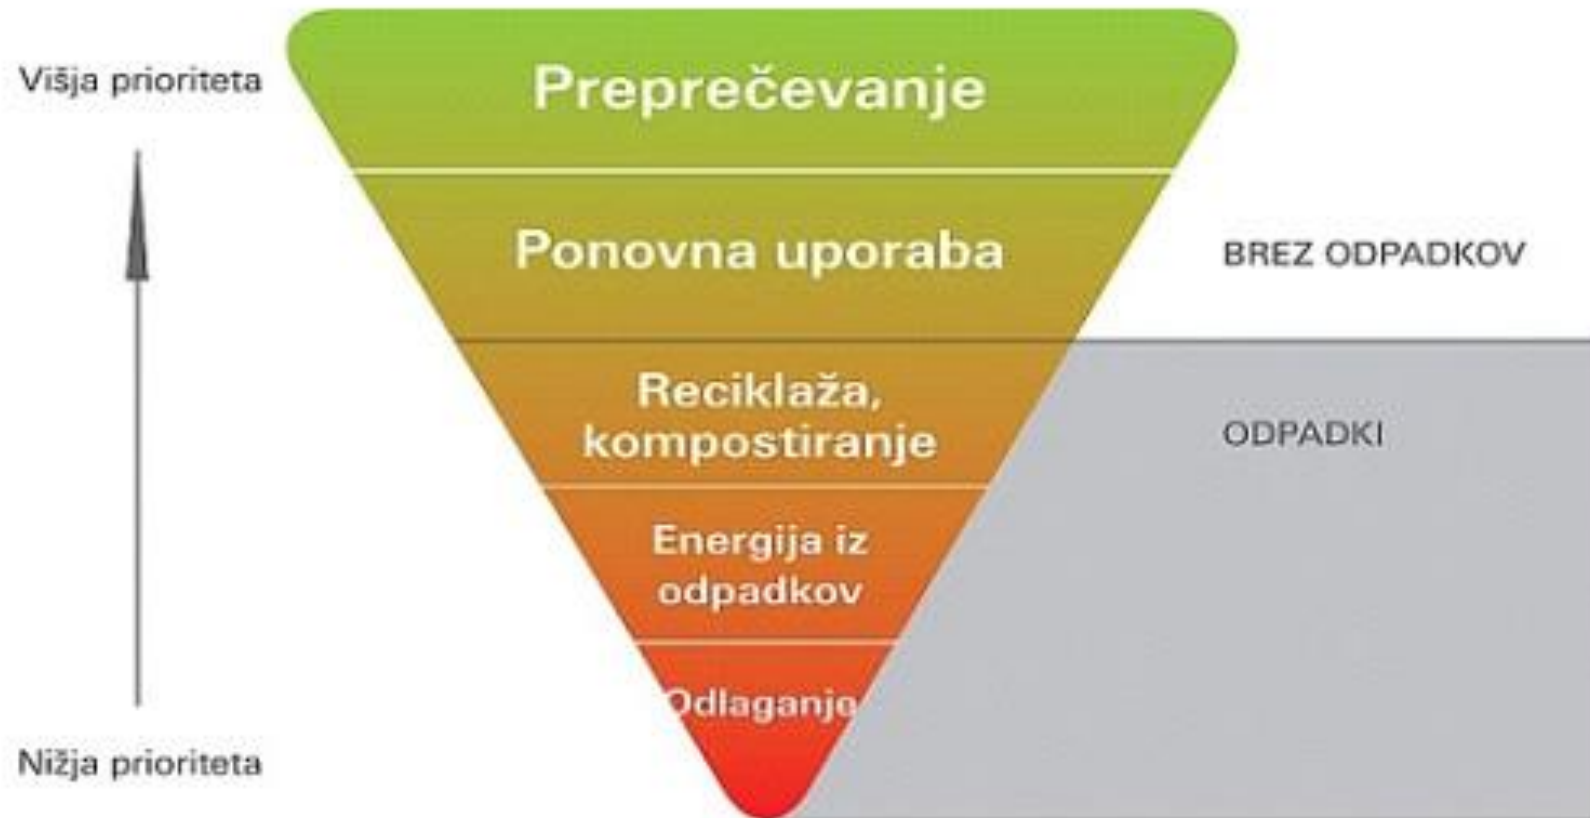 Višja prioriteta
Preprečevanje
Ponovna uporaba
BREZ ODPADKOV
Reciklaža,
kompostiranje
ODPADKI
Energija iz
odpadkov
Odlaganje
Nižja prioriteta